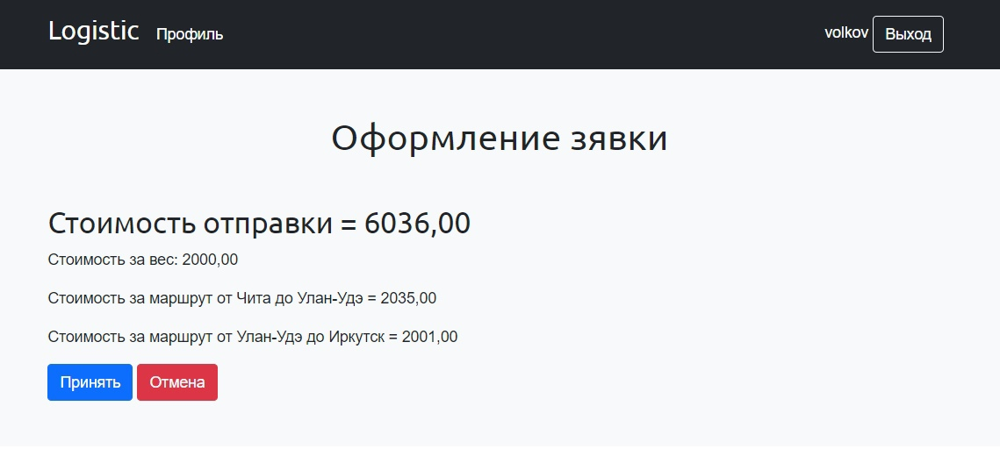 Logistic Профиль volkov Выход
Оформление зявки
Стоимость отправки = 6036,00
Стоимость за вес: 2000,00
Стоимость за маршрут от Чита до Улан-Удэ = 2035,00
Стоимость за маршрут от Улан-Удэ до Иркутск = 2001,00
Принять Отмена